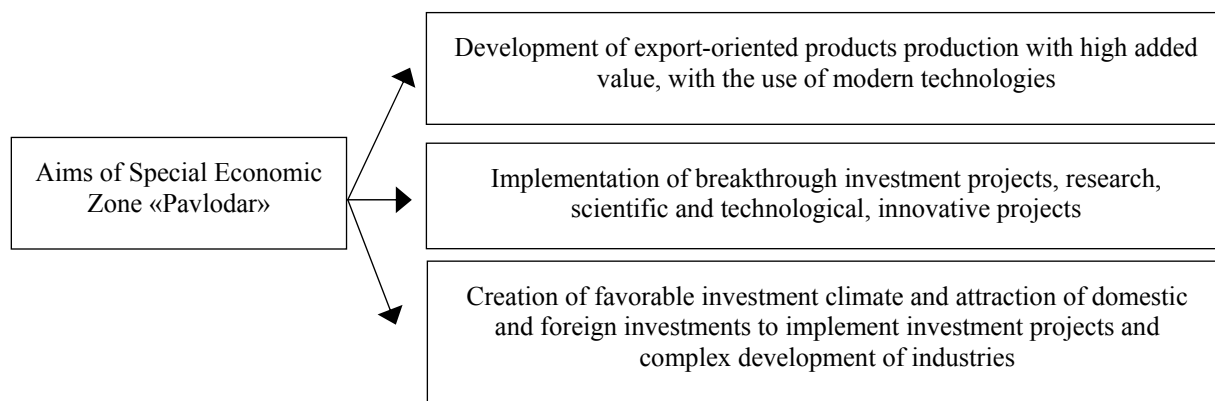 Development of export-oriented products production with high added
value, with the use of modern technologies
Aims of Special Economic
Zone «Pavlodar»
Implementation of breakthrough investment projects, research,
scientific and technological, innovative projects
Creation of favorable investment climate and attraction of domestic
and foreign investments to implement investment projects and
complex development of industries